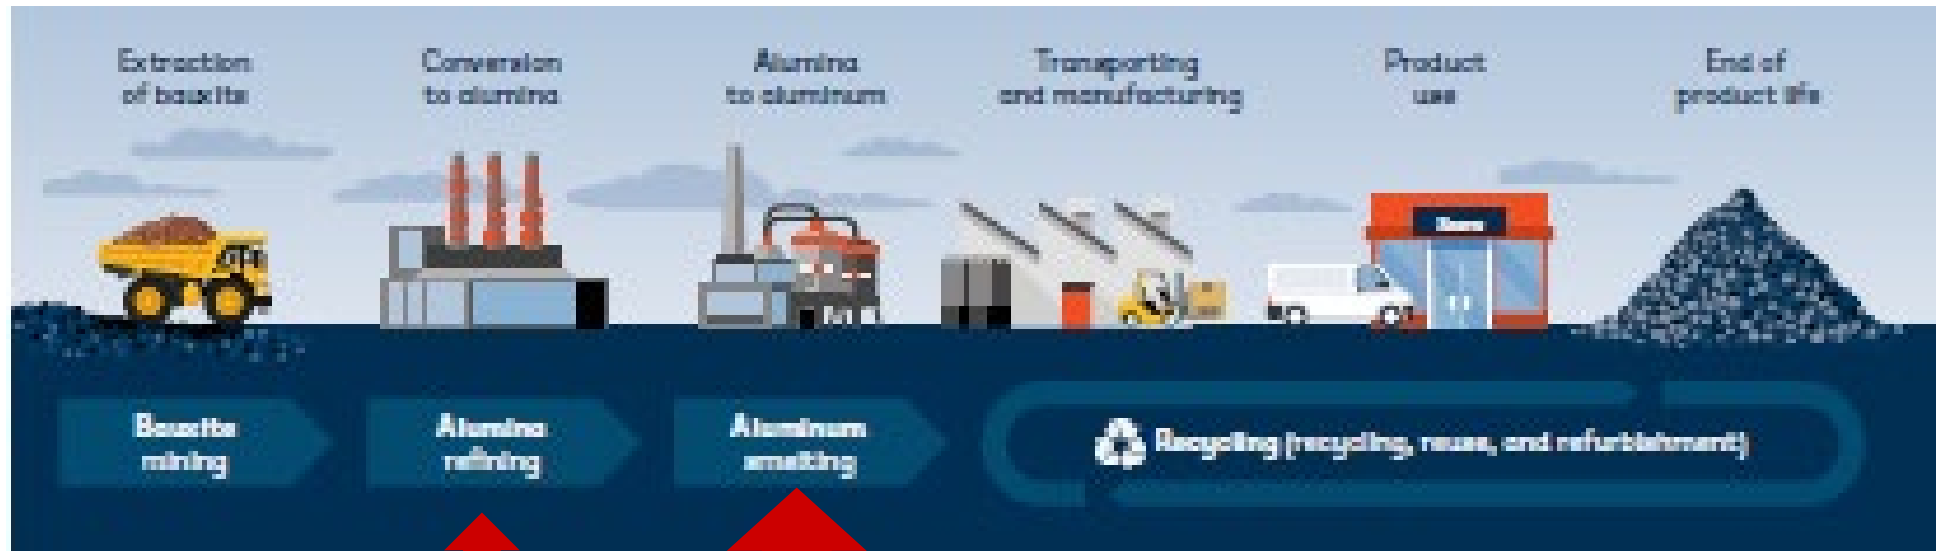 Extraction
of bauxite
Conversion
to alumina
Alumina
to aluminum
Transporting
and manufacturing
Product
use
End of
product life
Bauxite
mining
Alumina
refining
Aluminum
smelting
Recycling (recycling, reuse, and refurbishment)